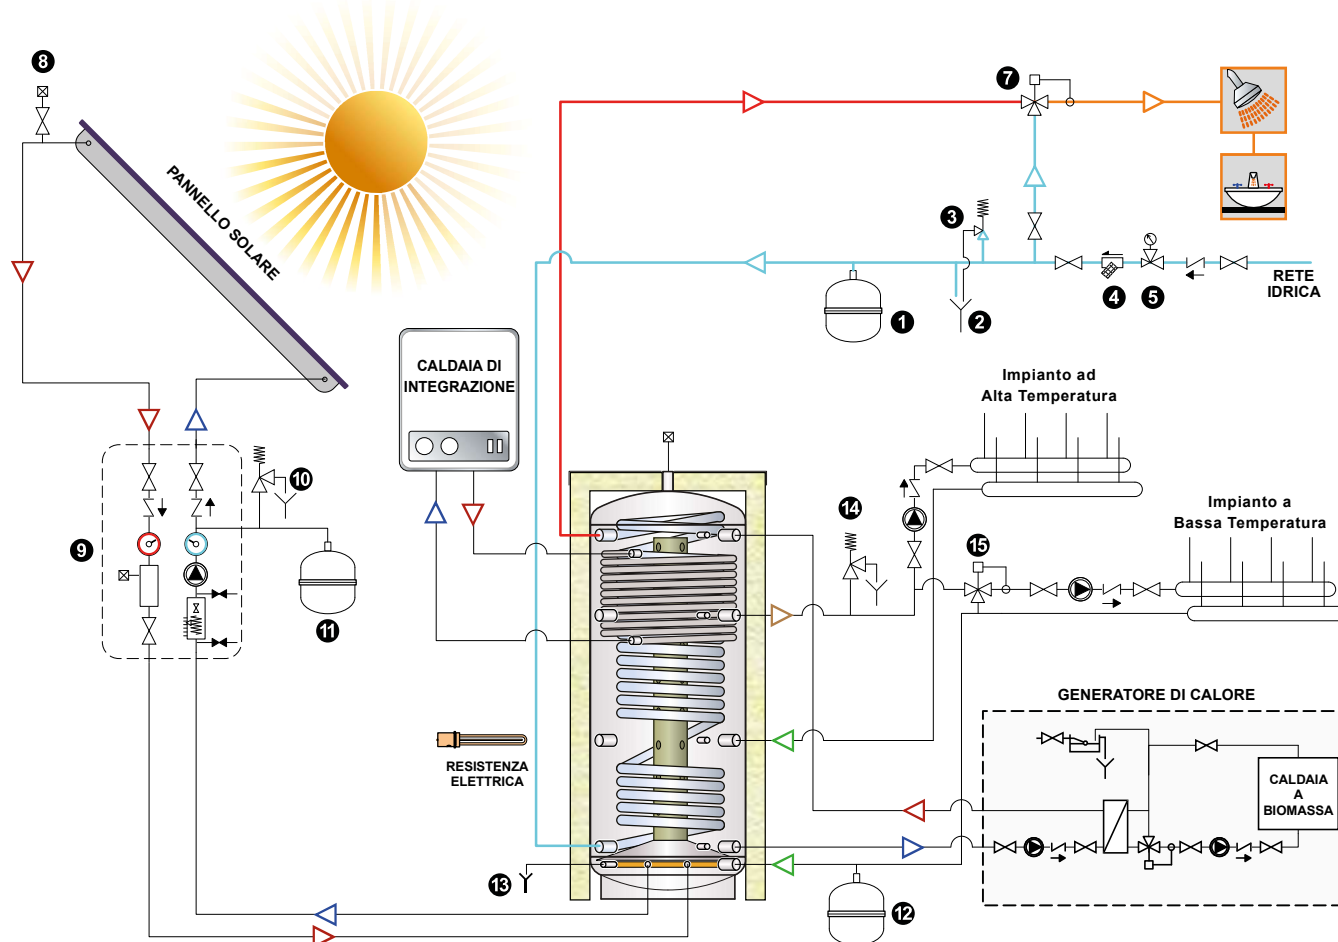 8
7
PANNELLO SOLARE
3
4
5
RETE
IDRICA
1
2
CALDAIA DI
INTEGRAZIONE
Impianto ad
Alta Temperatura
10
14
Impianto a
Bassa Temperatura
9
15
11
GENERATORE DI CALORE
RESISTENZA
ELETTRICA
CALDAIA
A
BIOMASSA
13
12